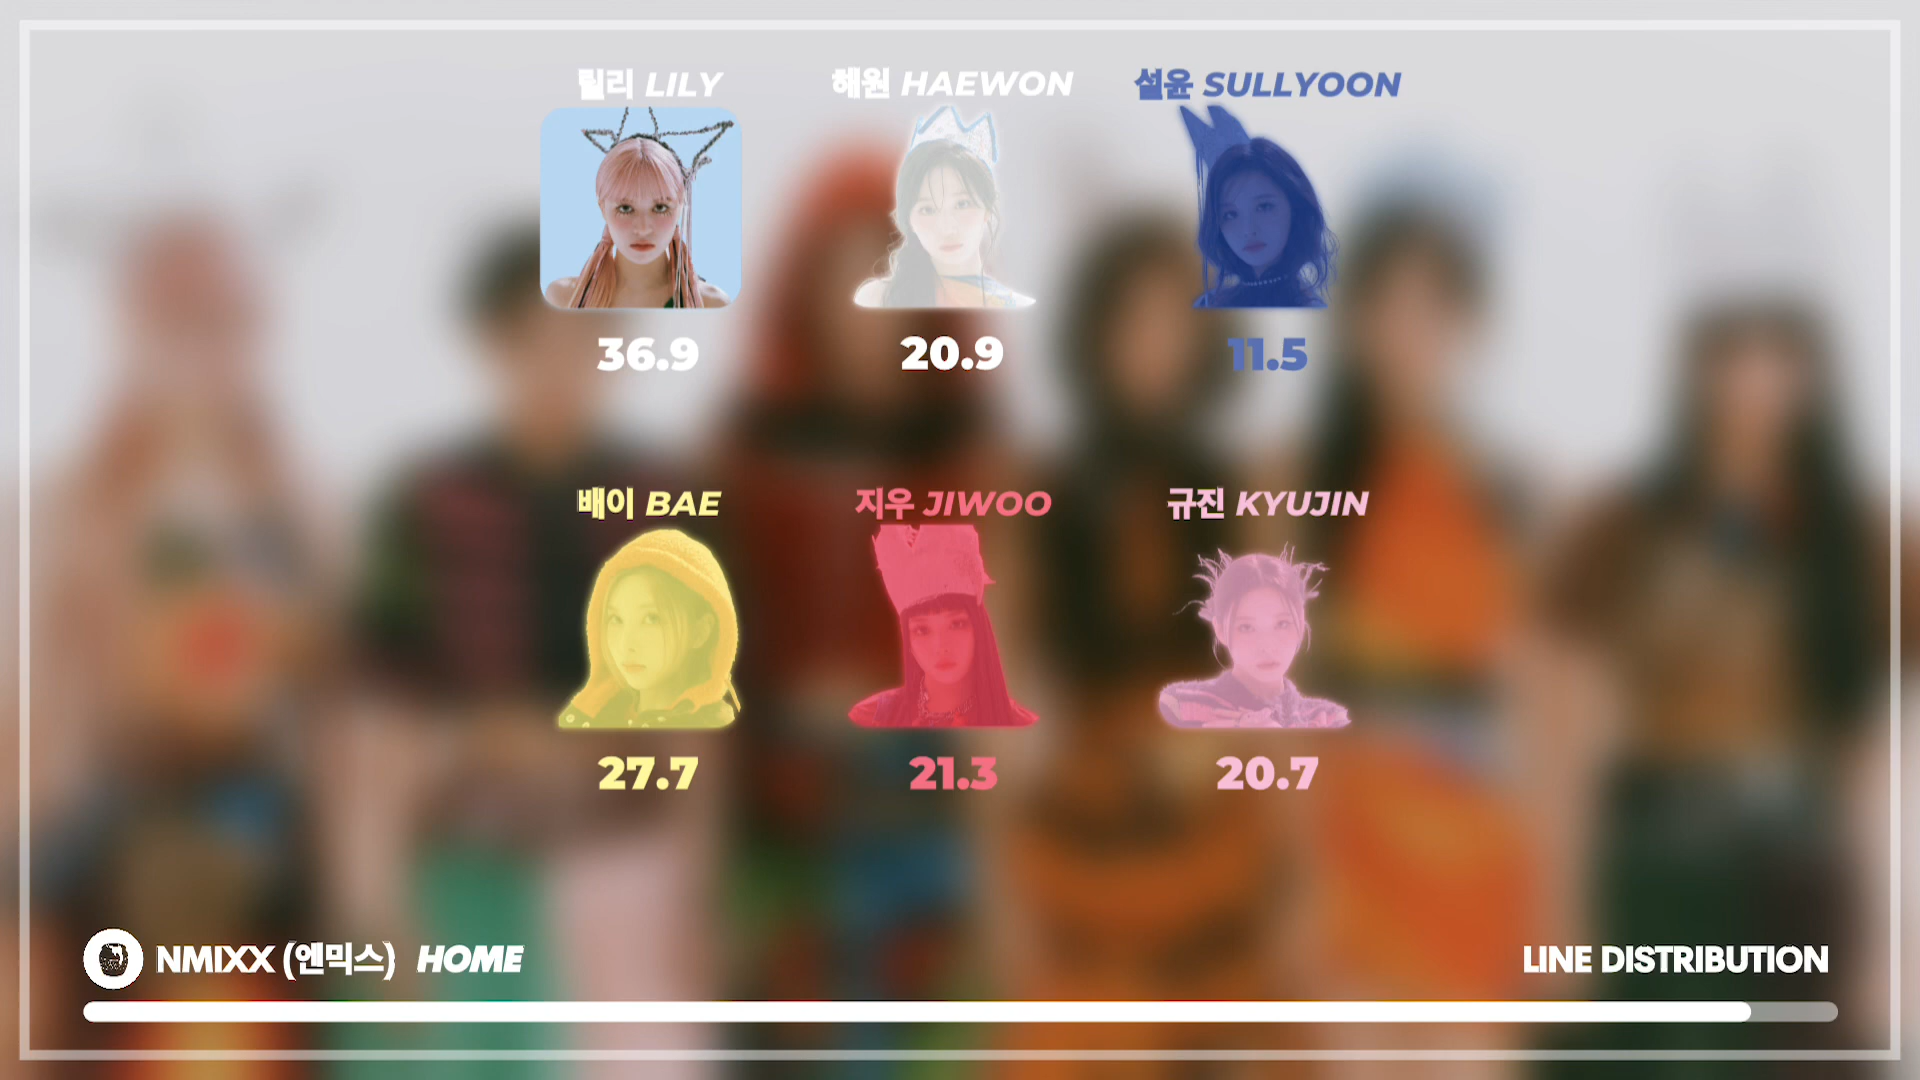 릴리 LILY
해원 HAEWON
설윤 SULLYOON
36.9
20.9
11.5
배이 BAE
지우 JIWOO
규진 KYUJIN
27.7
21.3
20.7
NMIXX (엔믹스) HOME
LINE DISTRIBUTION